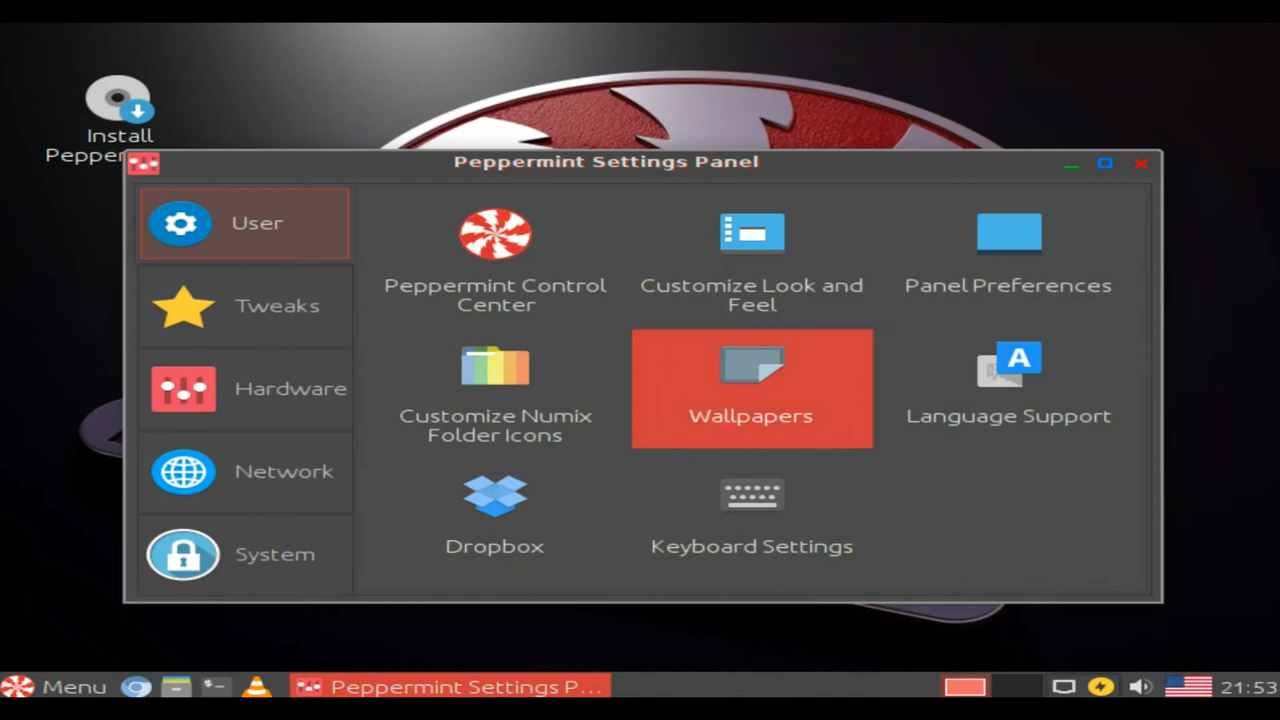 Install
Pepper
Peppermint Settings Panel
User
Tweaks
Hardware
Network
System
Peppermint Control
Center
Customize Look and
Feel
Panel Preferences
Customize Numix
Folder Icons
Wallpapers
A
Language Support
Dropbox
Keyboard Settings
Menu
Peppermint Settings P...
21:53